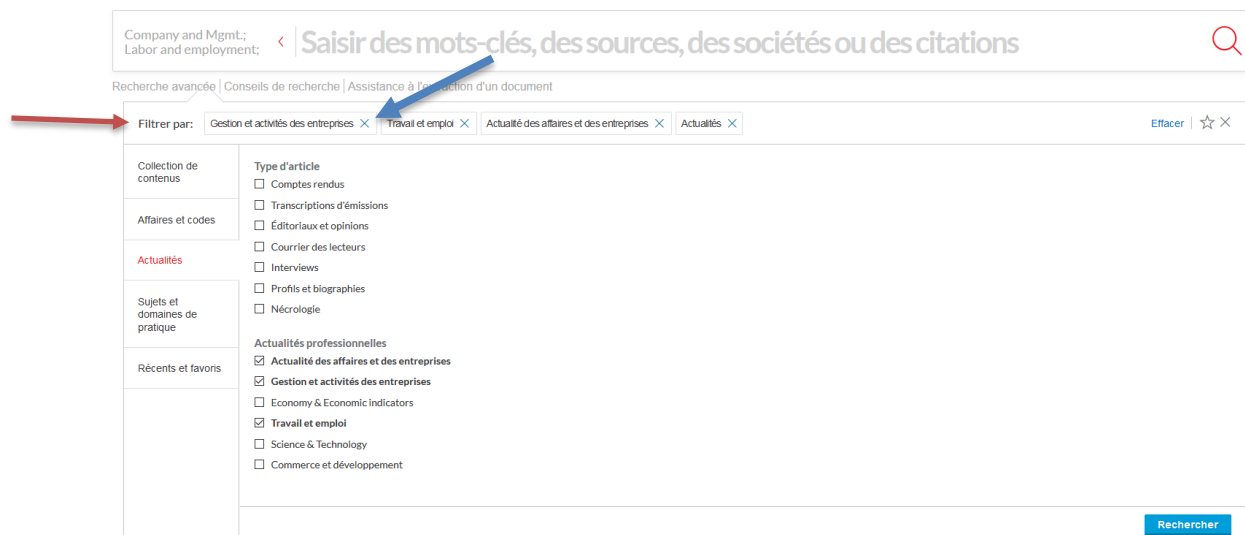 Company and Mgmt.;
Labor and employment;
Saisir des mots-clés, des sources, des sociétés ou des citations
Recherche avancée | Conseils de recherche | Assistance à l'extraction d'un document
Filtrer par: Gestion et activités des entreprises Travail et emploi Actualité des affaires et des entreprises Actualités Effacer
Collection de
contenus
Affaires et codes
Actualités
Sujets et
domaines de
pratique
Récents et favoris
Type d'article
Comptes rendus
Transcriptions d'émissions
Éditoriaux et opinions
Courrier des lecteurs
Interviews
Profils et biographies
Nécrologie
Actualités professionnelles
Actualité des affaires et des entreprises
Gestion et activités des entreprises
Economy & Economic indicators
Travail et emploi
Science & Technology
Commerce et développement
Rechercher